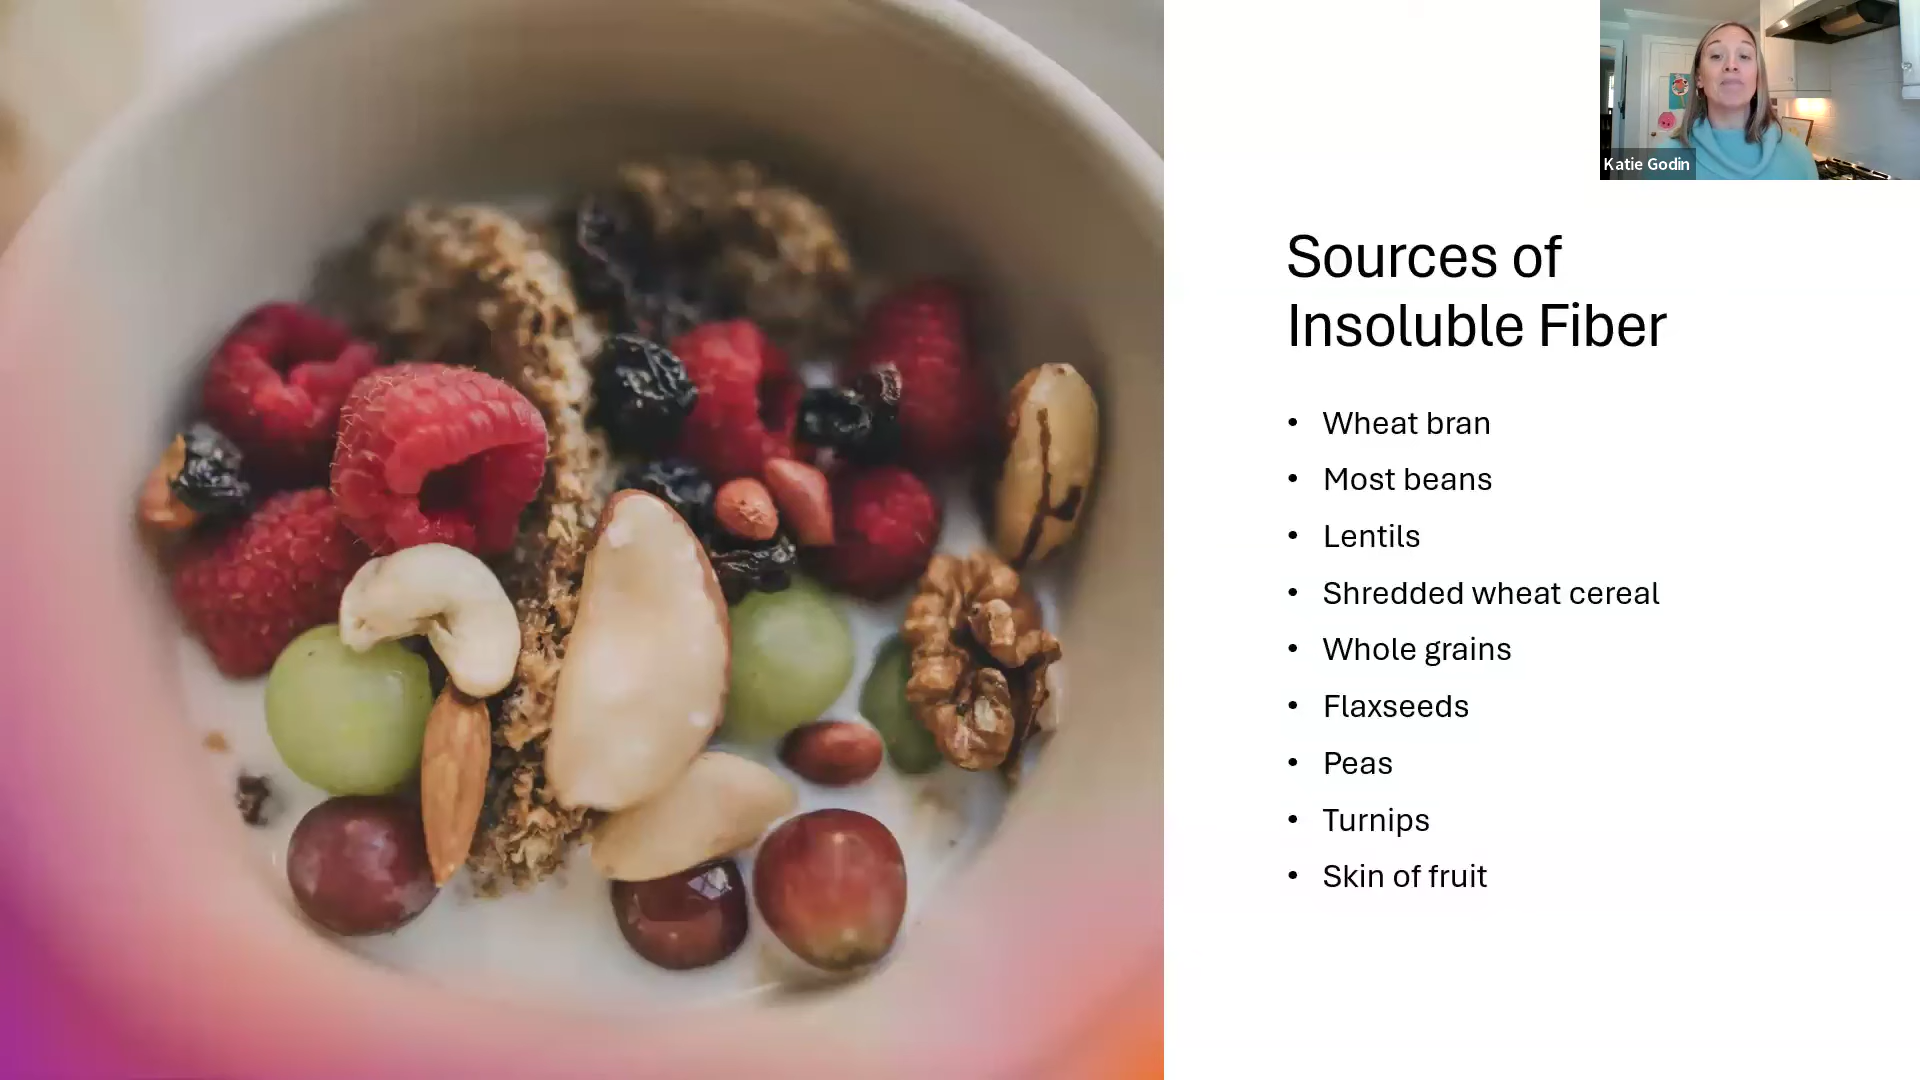 Katie Godin
Sources of
Insoluble Fiber
• Wheat bran
• Most beans
• Lentils
• Shredded wheat cereal
• Whole grains
• Flaxseeds
• Peas
• Turnips
• Skin of fruit